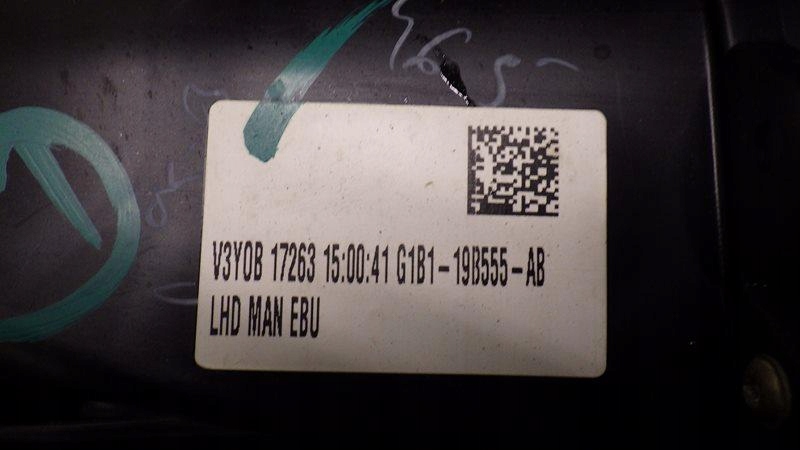 V3YOB 17263 15:00:41 G1B1-19B555-AB
LHD MAN EBU